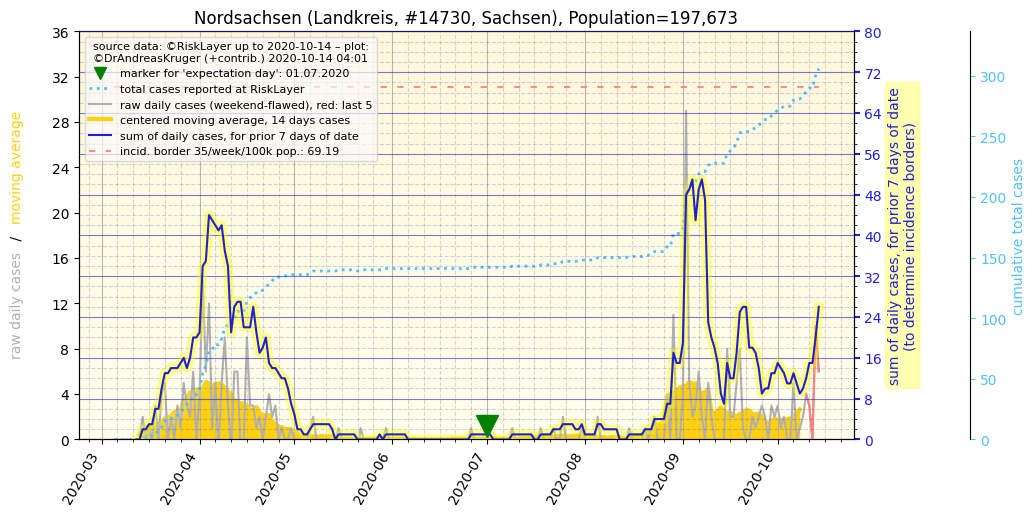 Nordsachsen (Landkreis, #14730, Sachsen), Population=197,673
source data: ©RiskLayer up to 2020-10-14 – plot:
©DrAndreasKruger (+contrib.) 2020-10-14 04:01
marker for 'expectation day': 01.07.2020
total cases reported at RiskLayer
raw daily cases (weekend-flawed), red: last 5
centered moving average, 14 days cases
sum of daily cases, for prior 7 days of date
incid. border 35/week/100k pop.: 69.19
raw daily cases / moving average
36
32
28
24
20
16
12
8
4
0
80
72
64
56
48
40
32
24
16
8
0
sum of daily cases, for prior 7 days of date
(to determine incidence borders)
300
250
200
150
100
50
0
cumulative total cases
2020-03
2020-04
2020-05
2020-06
2020-07
2020-08
2020-09
2020-10